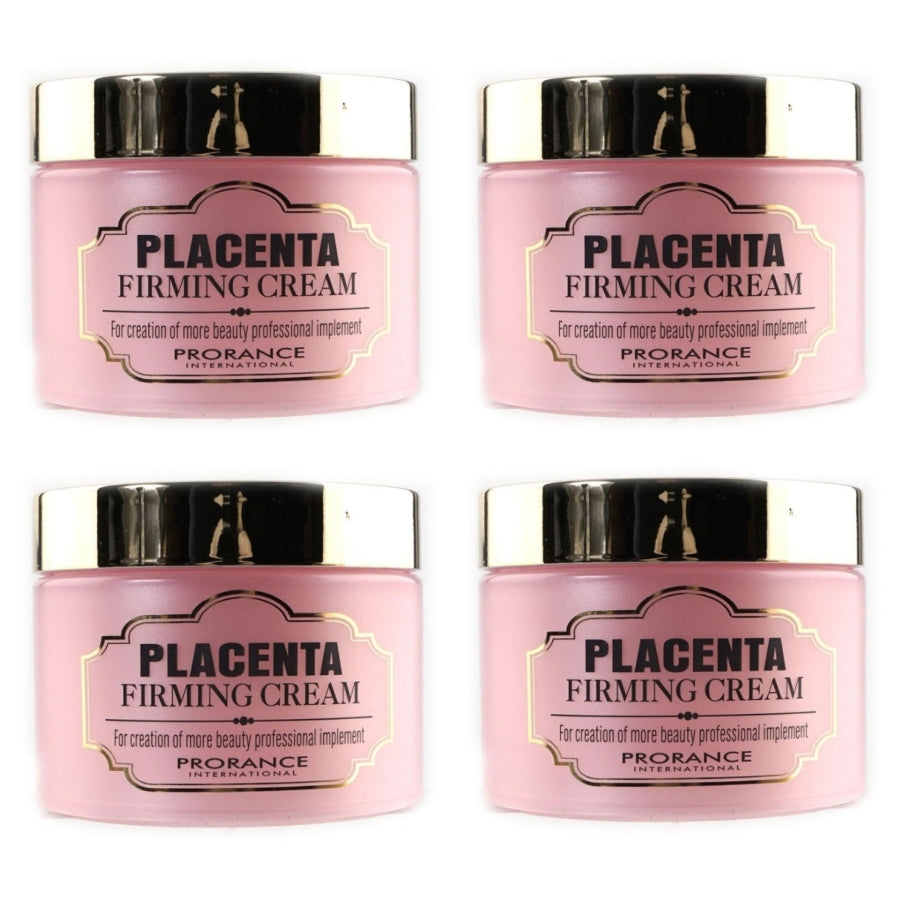 PLACENTA
FIRMING CREAM
For creation of more beauty professional implement
PRORANCE
INTERNATIONAL
PLACENTA
FIRMING CREAM
For creation of more beauty professional implement
PRORANCE
INTERNATIONAL
PLACENTA
FIRMING CREAM
For creation of more beauty professional implement
PRORANCE
INTERNATIONAL
PLACENTA
FIRMING CREAM
For creation of more beauty professional implement
PRORANCE
INTERNATIONAL